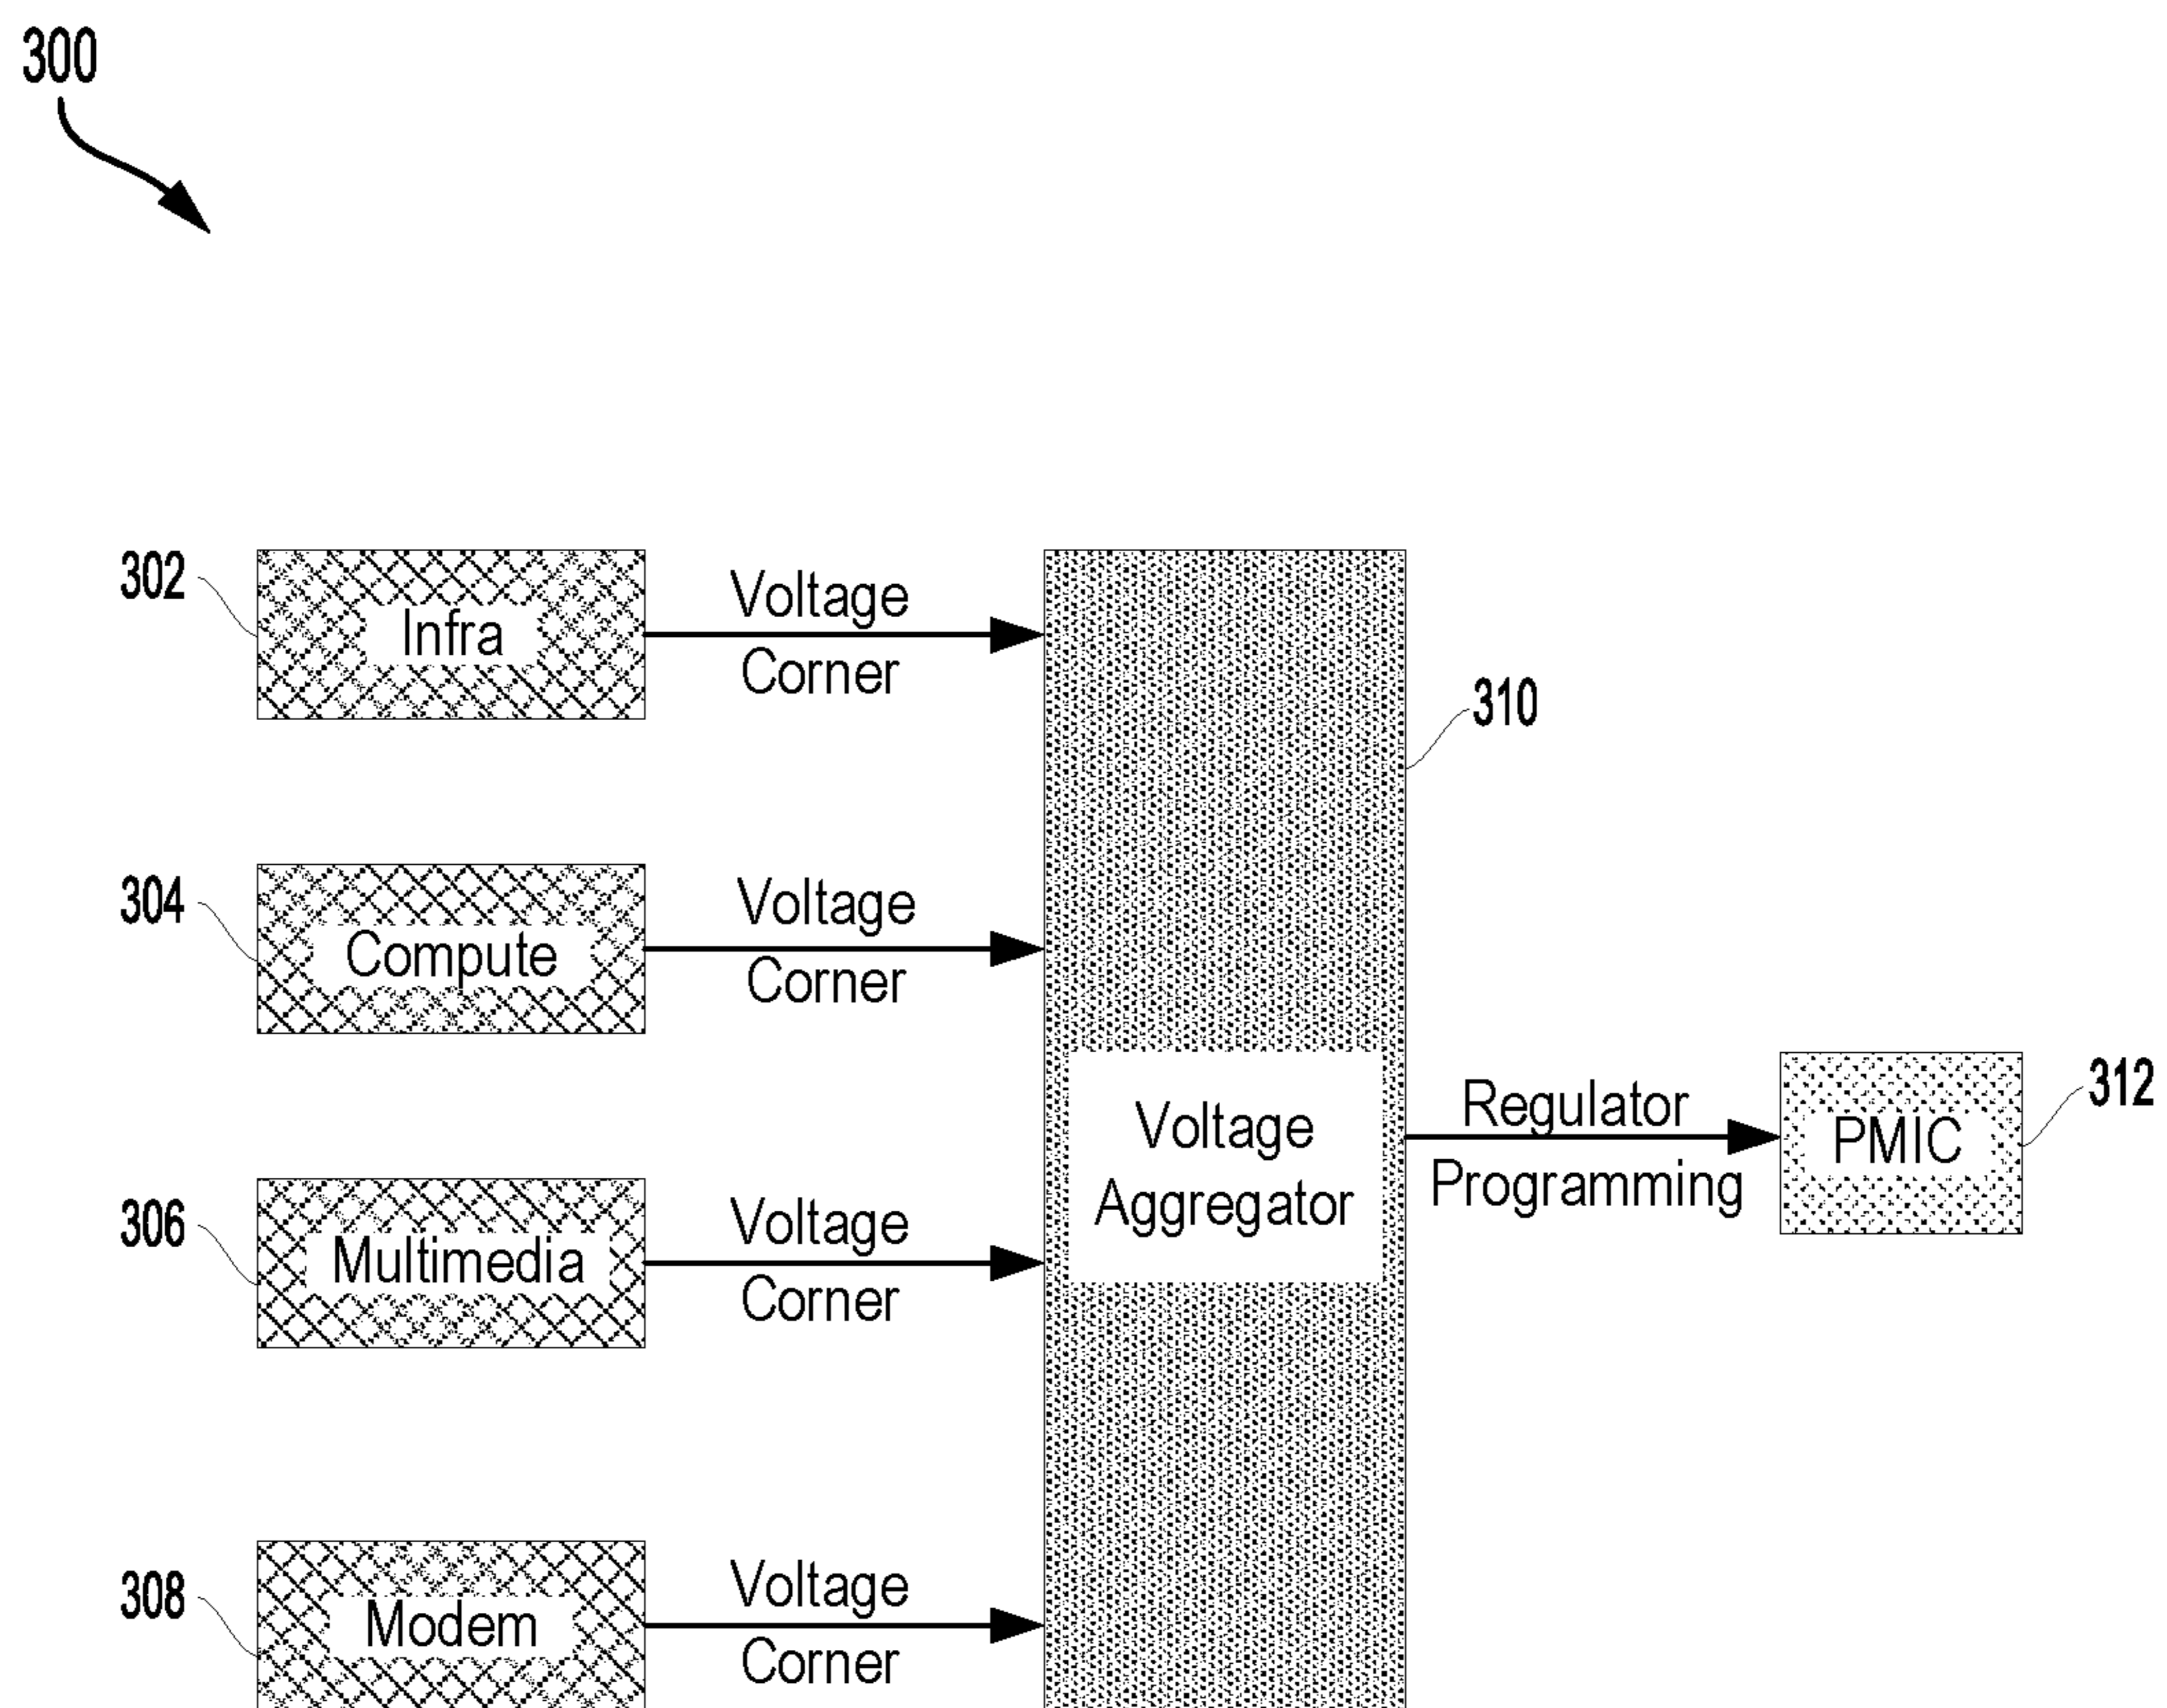 300
302
Infra
Voltage
Corner
310
304
Compute
Voltage
Corner
Voltage
Aggregator
Regulator
Programming
PMIC
312
306
Multimedia
Voltage
Corner
308
Modem
Voltage
Corner